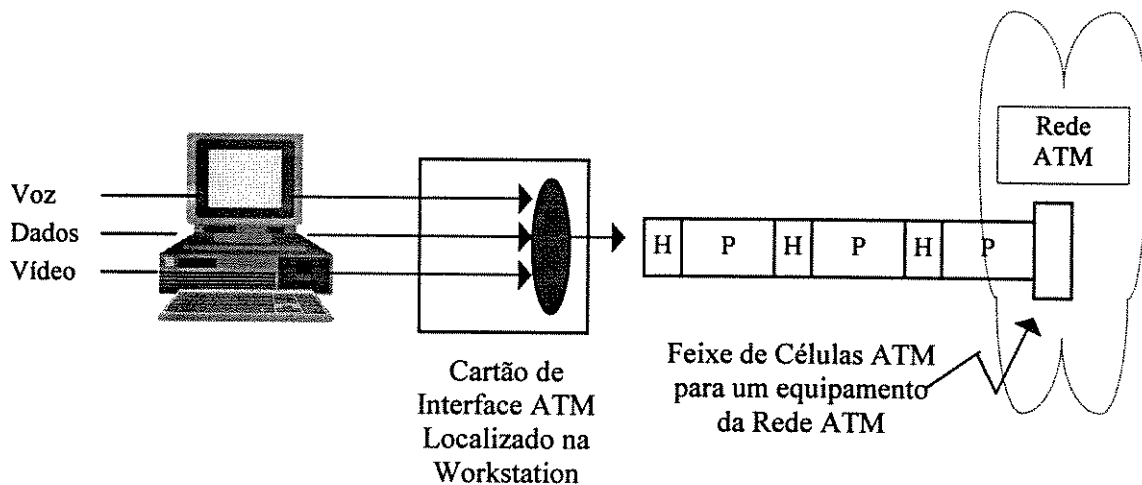 Rede
ATM
Voz
Dados
Vídeo
H P H P H P
Feixe de Células ATM
para um equipamento
da Rede ATM
Cartão de
Interface ATM
Localizado na
Workstation